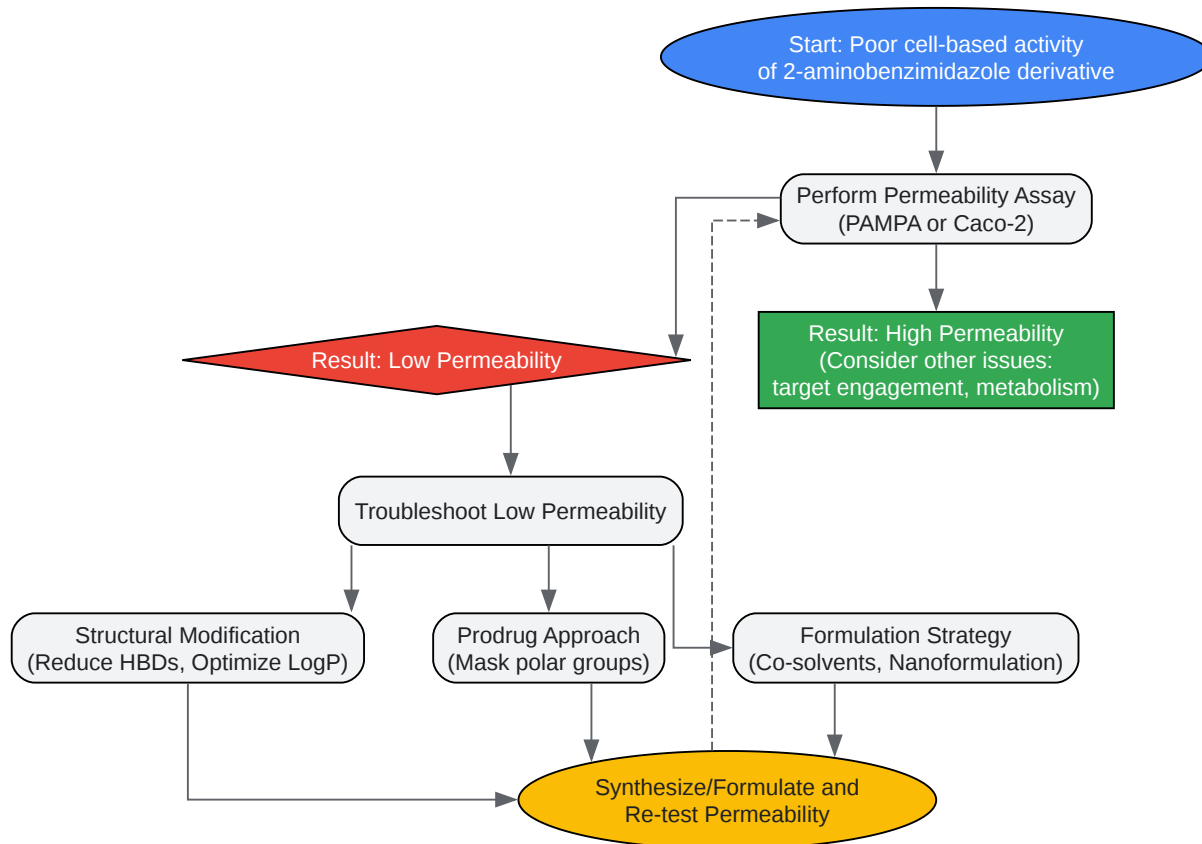 Start: Poor cell-based activity
of 2-aminobenzimidazole derivative
Perform Permeability Assay
(PAMPA or Caco-2)
Result: High Permeability
(Consider other issues:
target engagement, metabolism)
Result: Low Permeability
Troubleshoot Low Permeability
Structural Modification
(Reduce HBDs, Optimize LogP)
Prodrug Approach
(Mask polar groups)
Formulation Strategy
(Co-solvents, Nanoformulation)
Synthesize/Formulate and
Re-test Permeability